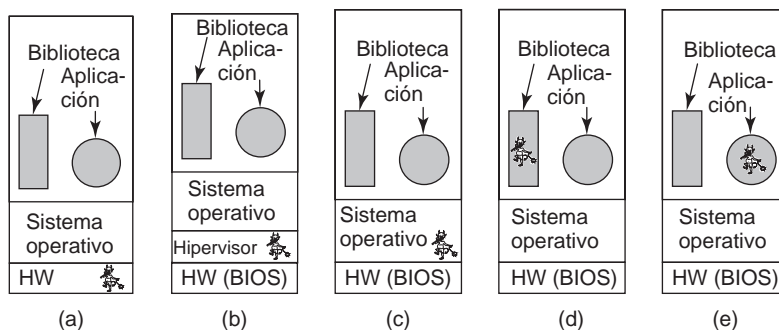 Biblioteca
Aplica-
ción
Sistema
operativo
HW
(a)
Biblioteca
Aplica-
ción
Sistema
operativo
Hipervisor
HW (BIOS)
(b)
Biblioteca
Aplica-
ción
Sistema
operativo
HW (BIOS)
(c)
Biblioteca
Aplica-
ción
Sistema
operativo
HW (BIOS)
(d)
Biblioteca
Aplica-
ción
Sistema
operativo
HW (BIOS)
(e)